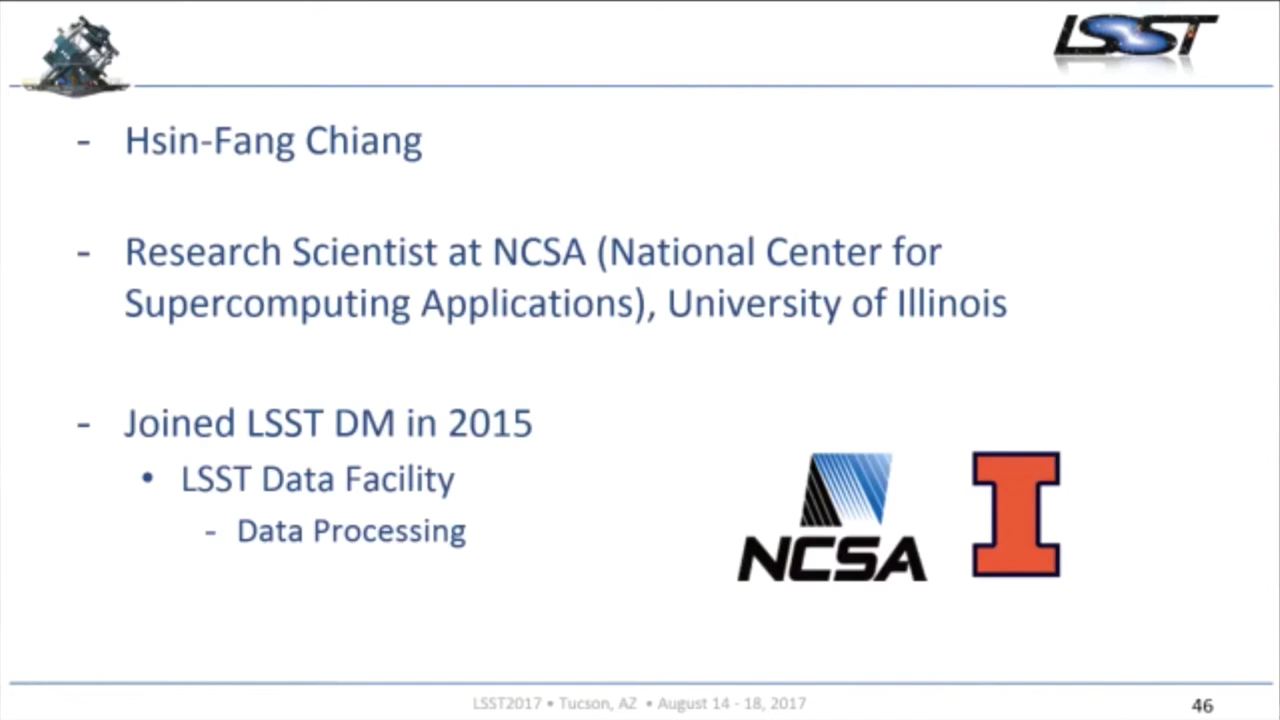 LSST
- Hsin-Fang Chiang
- Research Scientist at NCSA (National Center for
Supercomputing Applications), University of Illinois
- Joined LSST DM in 2015
• LSST Data Facility
- Data Processing
NCSA
I
LSST2017 • Tucson, AZ • August 14 - 18, 2017
46